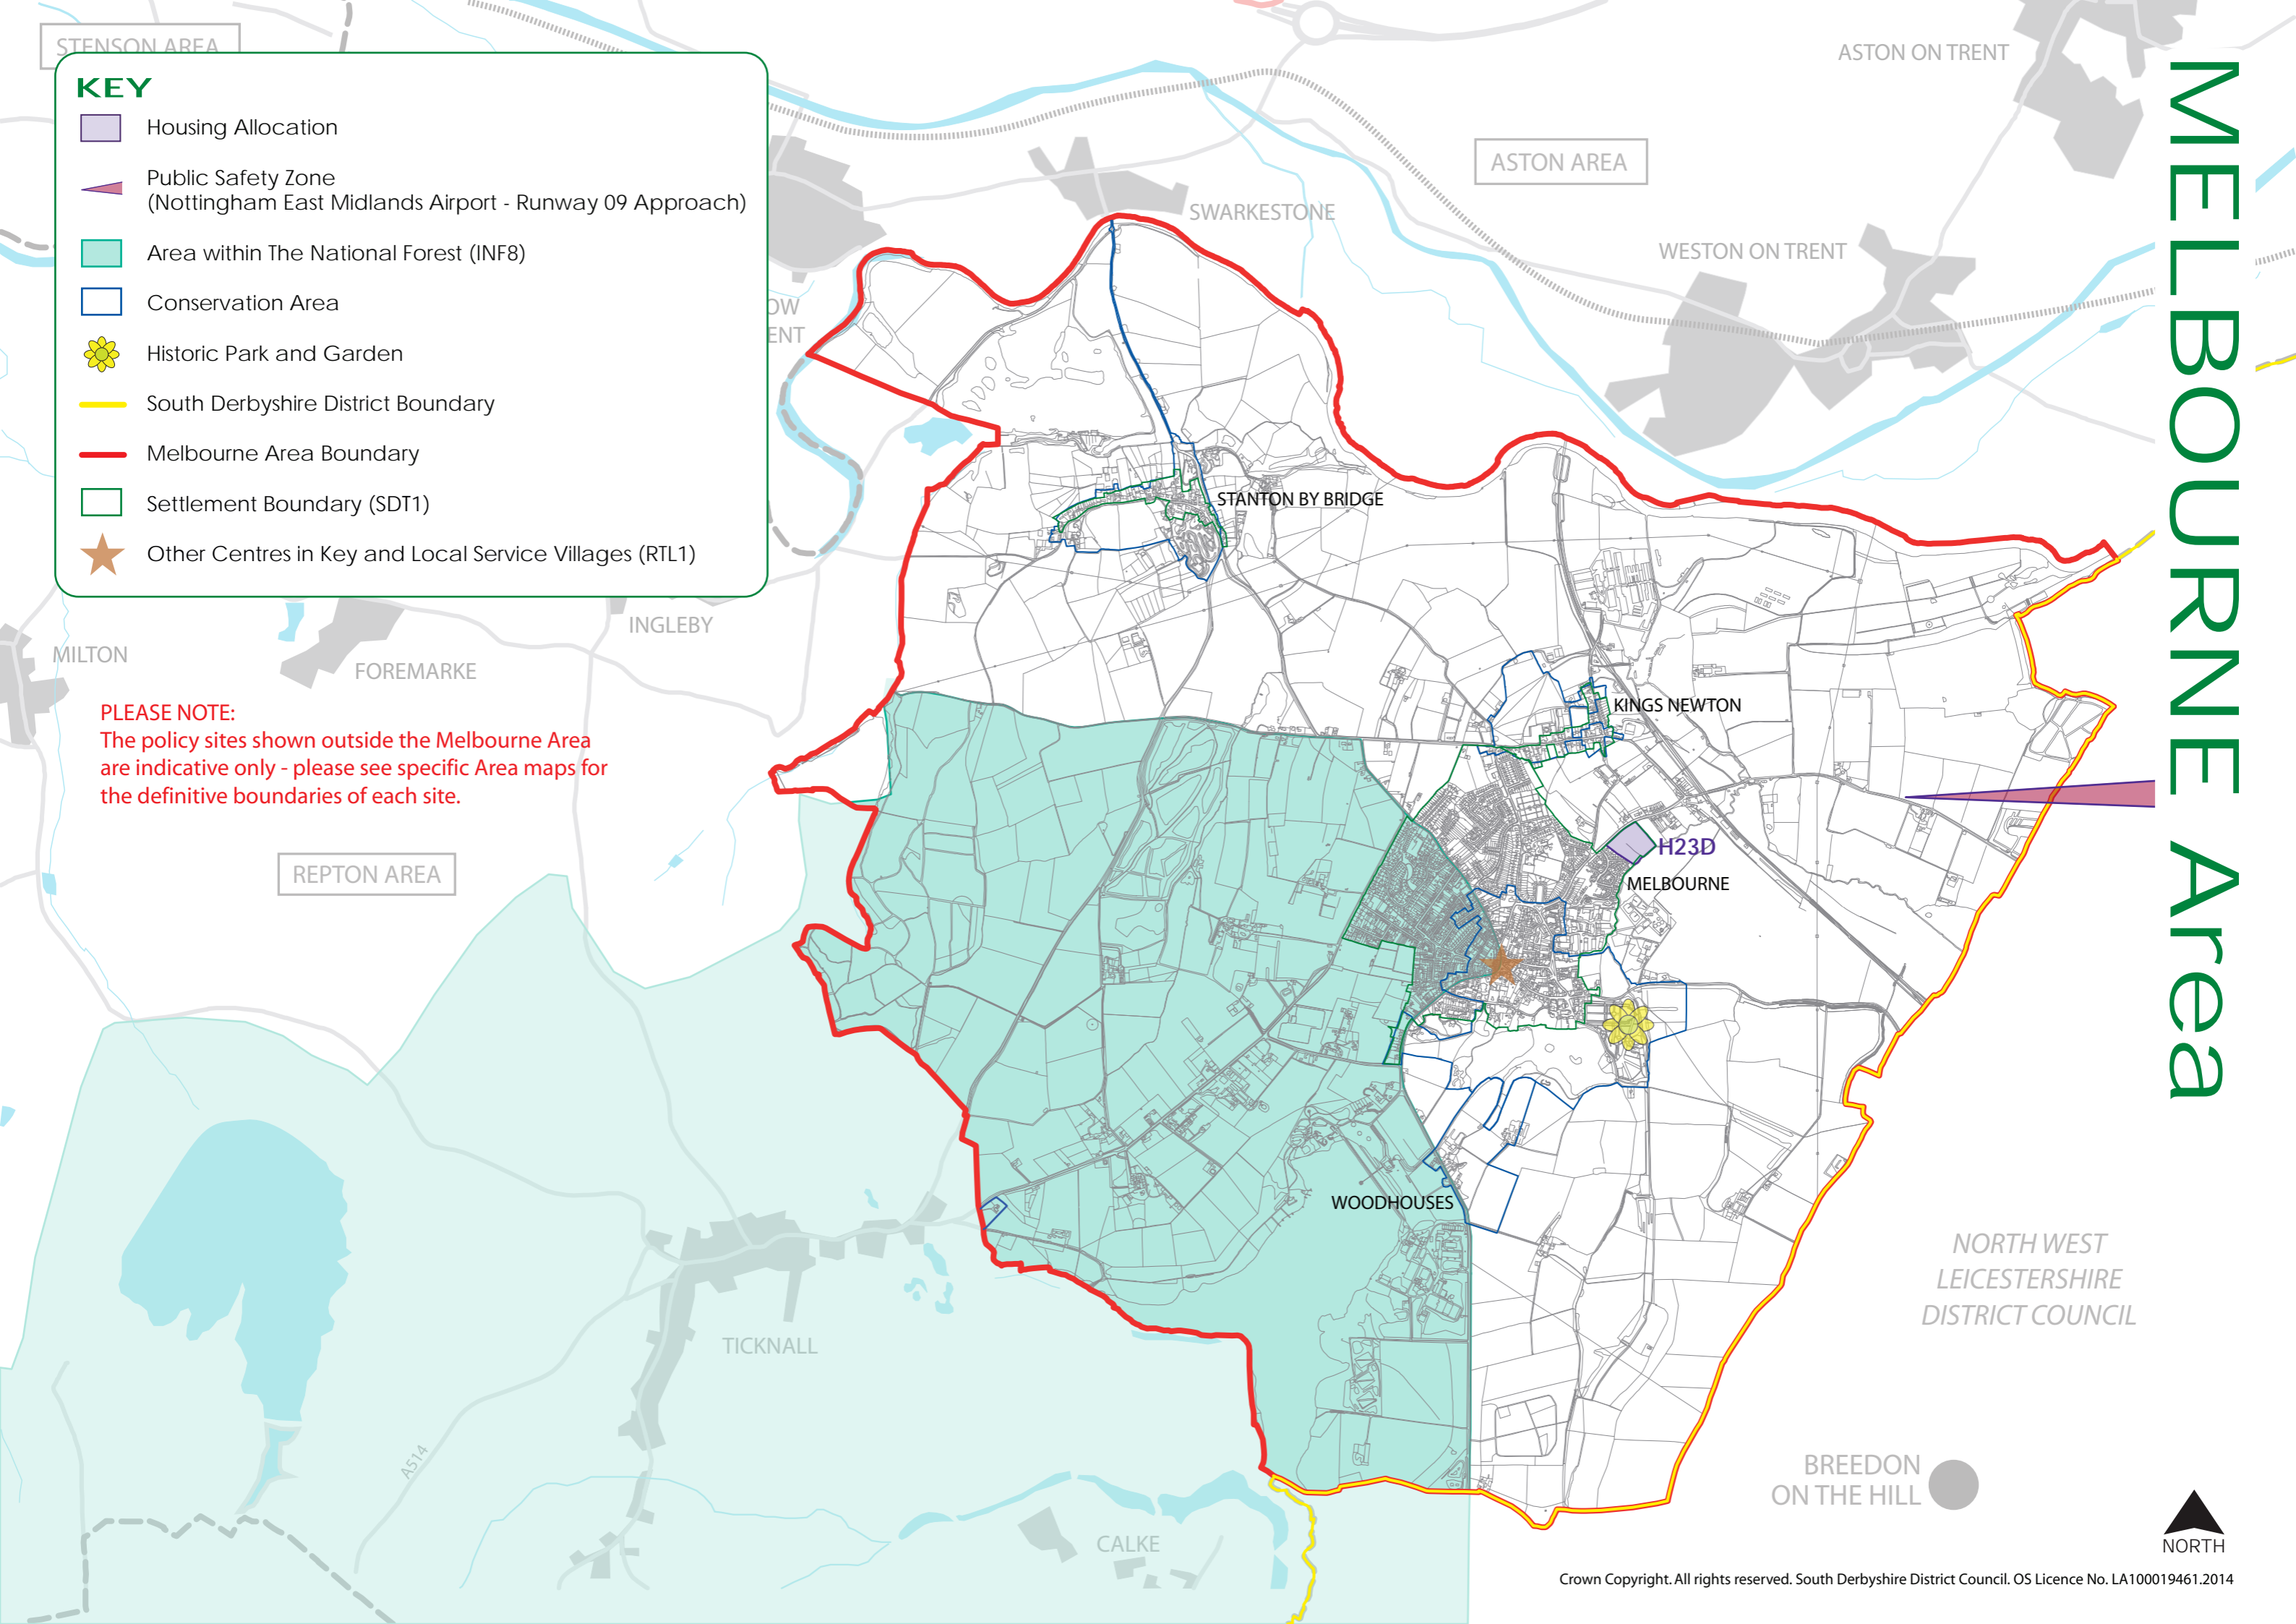 STENSON AREA
KEY
Housing Allocation
Public Safety Zone
(Nottingham East Midlands Airport - Runway 09 Approach)
Area within The National Forest (INF8)
Conservation Area
Historic Park and Garden
South Derbyshire District Boundary
Melbourne Area Boundary
Settlement Boundary (SDT1)
Other Centres in Key and Local Service Villages (RTL1)
MELBOURNE Area
ASTON ON TRENT
ASTON AREA
SWARKESTONE
WESTON ON TRENT
OW
ENT
STANTON BY BRIDGE
INGLEBY
MILTON
FOREMARKE
PLEASE NOTE:
The policy sites shown outside the Melbourne Area
are indicative only - please see specific Area maps for
the definitive boundaries of each site.
KINGS NEWTON
H23D
MELBOURNE
REPTON AREA
WOODHOUSES
NORTH WEST
LEICESTERSHIRE
DISTRICT COUNCIL
TICKNALL
A514
BREEDON
ON THE HILL
CALKE
NORTH
Crown Copyright. All rights reserved. South Derbyshire District Council. OS Licence No. LA100019461.2014